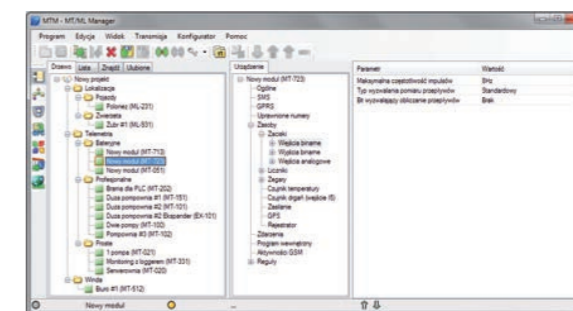 MTM - MT/ML Manager
Program Edycja Widok Transmisja Konfigurator Pomoc
Drzewo Lista Znajdź Ulubione
Nowy projekt
Lokalizacja
Pojazdy
Polonez (ML-231)
Zwierzęta
Żubr #1 (ML-931)
Telemetria
Bateryjne
Nowy moduł (MT-713)
Nowy moduł (MT-723)
Nowy moduł (MT-051)
Profesjonalne
Brama dla PLC (MT-202)
Duża pompownia #1 (MT-151)
Duża pompownia #2 (MT-101)
Duża pompownia #2 Ekspander (EX-101)
Dwie pompy (MT-100)
Pompownia #3 (MT-102)
Proste
1 pompa (MT-021)
Monitoring z loggerem (MT-331)
Serwerownia (MT-020)
Winda
Biuro #1 (MT-512)
Urządzenie
Nowy moduł (MT-723)
Ogólne
SMS
GPRS
Uprawnione numery
Zasoby
Zaciski
Wejścia binarne
Wyjścia binarne
Wejścia analogowe
Liczniki
Zegary
Czujnik temperatury
Czujnik drgań (wejście I5)
Zasilanie
GPS
Rejestrator
Zdarzenia
Program wewnętrzny
Aktywność GSM
Reguły
Parametr Wartość
Maksymalna częstotliwość impulsów 8Hz
Typ wyzwalania pomiaru przepływów Standardowy
Bit wyzwalający obliczanie przepływów Brak
Nowy moduł